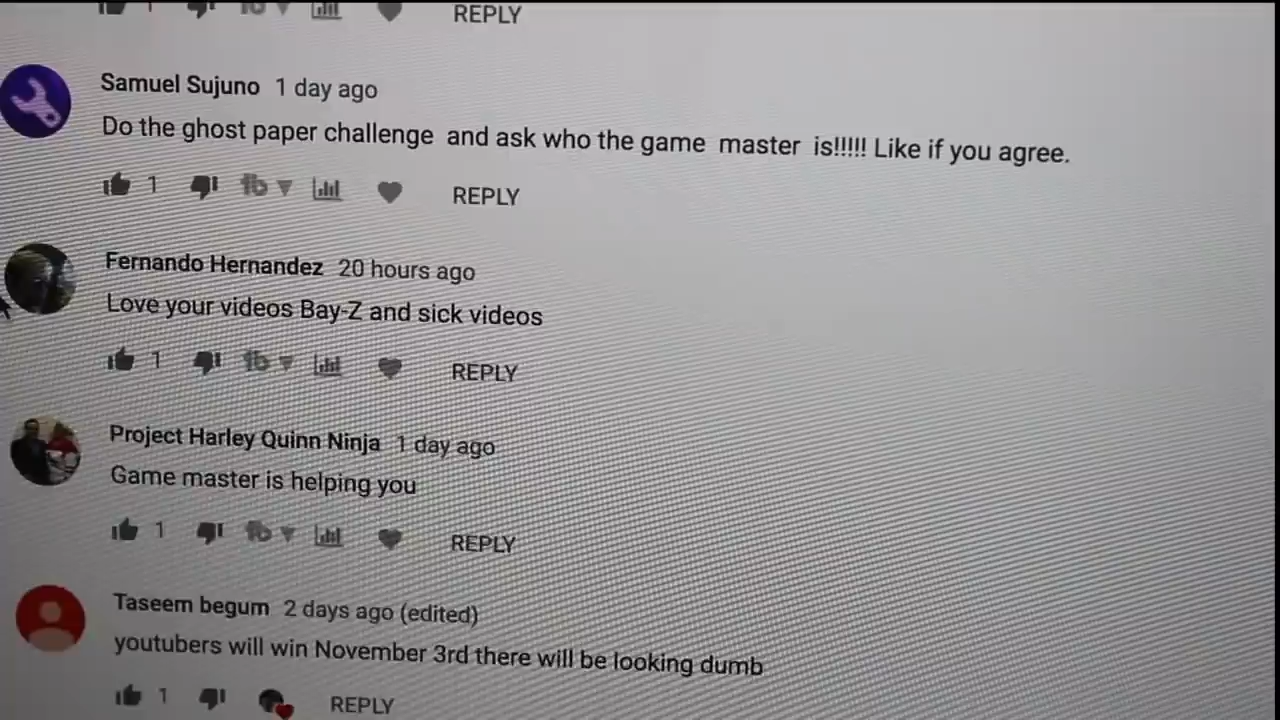 1 REPLY
Samuel Sujuno 1 day ago
Do the ghost paper challenge and ask who the game master is!!!!! Like if you agree.
1 REPLY
Fernando Hernandez 20 hours ago
Love your videos Bay-Z and sick videos
1 REPLY
Project Harley Quinn Ninja 1 day ago
Game master is helping you
1 REPLY
Taseem begum 2 days ago (edited)
youtubers will win November 3rd there will be looking dumb
1 REPLY